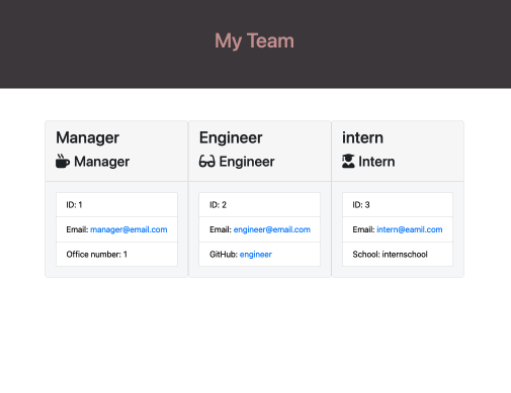 My Team
Manager
Manager
ID: 1
Email: manager@email.com
Office number: 1
Engineer
Engineer
ID: 2
Email: engineer@email.com
GitHub: engineer
intern
Intern
ID: 3
Email: intern@eamil.com
School: internschool